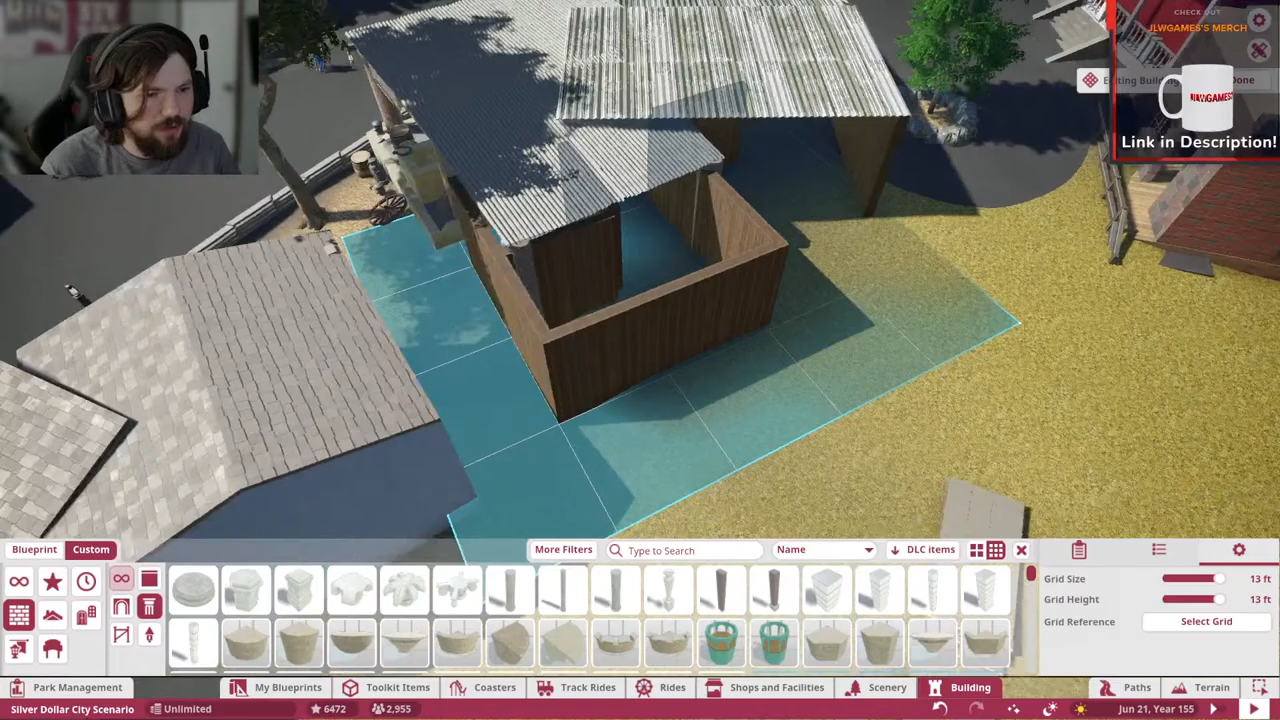 CHECK OUT
JLWGAMES'S MERCH
JLWGAMES
Link in Description!
Editing Buildin
Done
Blueprint
Custom
More Filters
Type to Search
Name
DLC items
Grid Size
13 ft
Grid Height
13 ft
Grid Reference
Select Grid
Park Management
My Blueprints
Toolkit Items
Coasters
Track Rides
Rides
Shops and Facilities
Scenery
Building
Paths
Terrain
Silver Dollar City Scenario
Unlimited
6472
2,955
Jun 21, Year 155